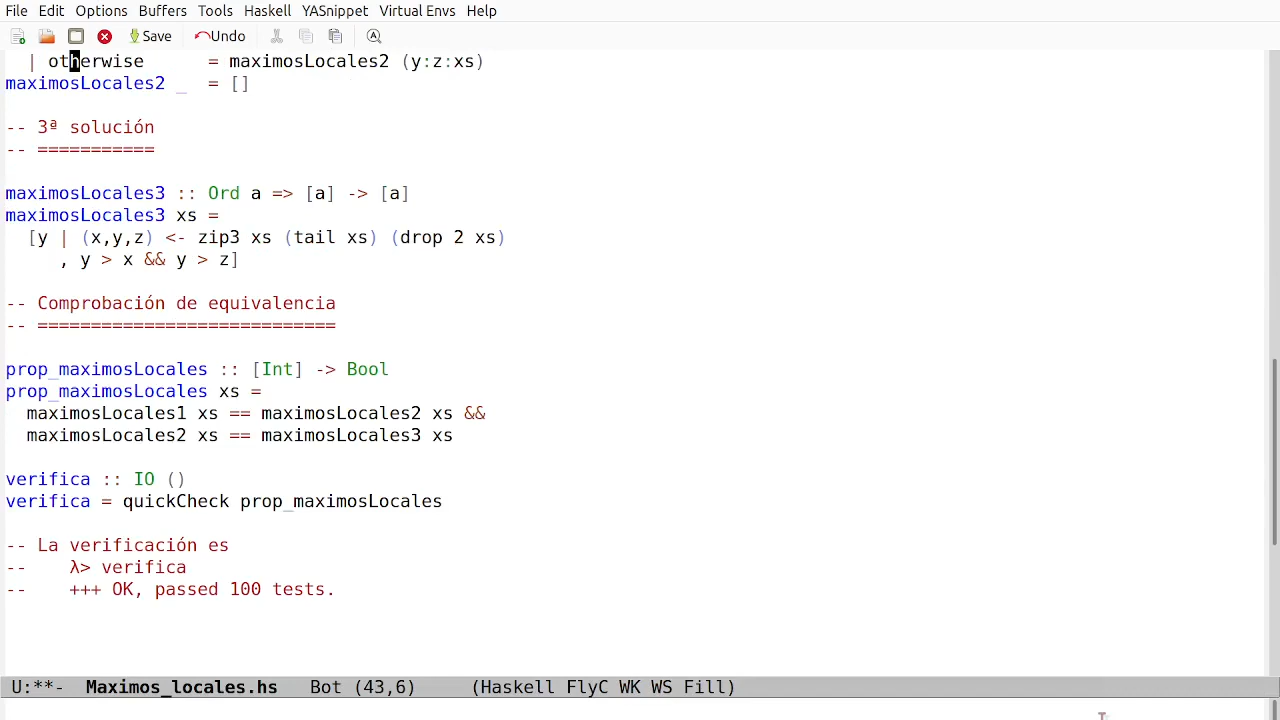 File Edit Options Buffers Tools Haskell YASnippet Virtual Envs Help
Save Undo
  | otherwise      = maximosLocales2 (y:z:xs)
maximosLocales2 _  = []
-- 3ª solución
-- ===========
maximosLocales3 :: Ord a => [a] -> [a]
maximosLocales3 xs =
  [y | (x,y,z) <- zip3 xs (tail xs) (drop 2 xs)
     , y > x && y > z]
-- Comprobación de equivalencia
-- ============================
prop_maximosLocales :: [Int] -> Bool
prop_maximosLocales xs =
  maximosLocales1 xs == maximosLocales2 xs &&
  maximosLocales2 xs == maximosLocales3 xs
verifica :: IO ()
verifica = quickCheck prop_maximosLocales
-- La verificación es
--    λ> verifica
--    +++ OK, passed 100 tests.
U:**-  Maximos_locales.hs   Bot (43,6)     (Haskell FlyC WK WS Fill)